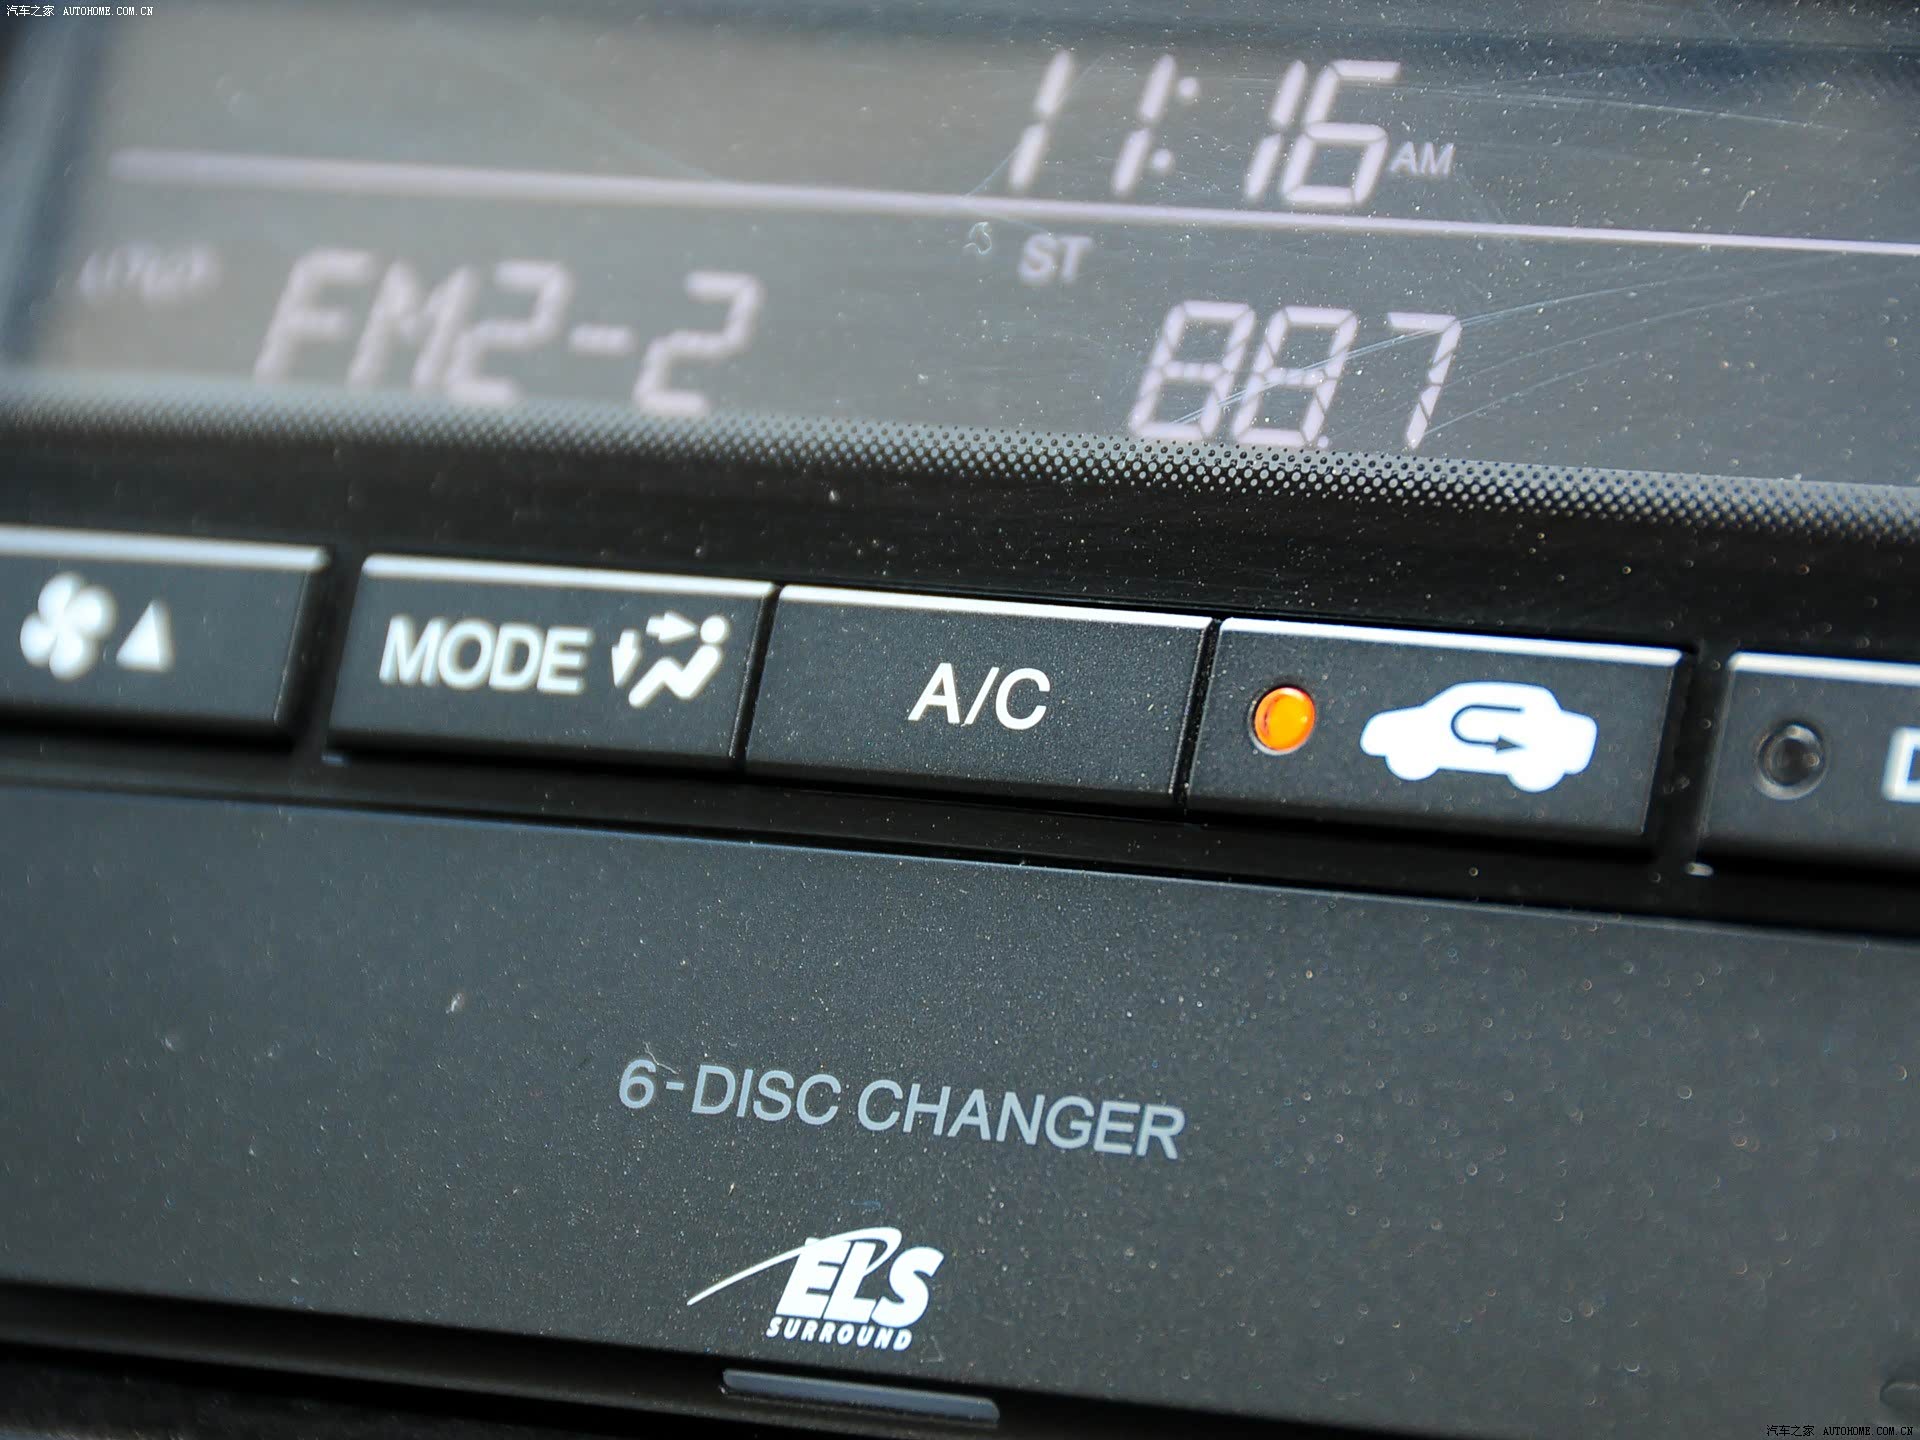 汽车之家 AUTOHOME.COM.CN
11:16 AM
ST
FM2-2 88.7
MODE
A/C
6-DISC CHANGER
ELS
SURROUND
汽车之家 AUTOHOME.COM.CN